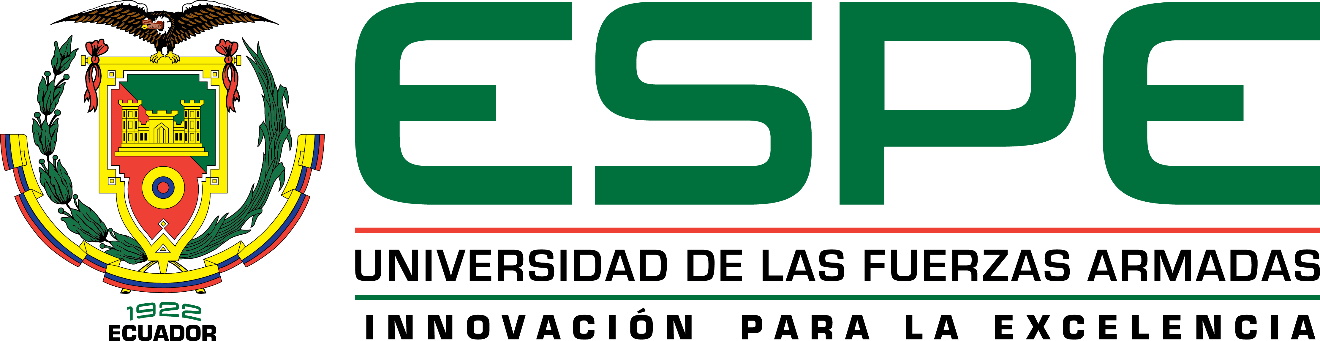 ESPE
UNIVERSIDAD DE LAS FUERZAS ARMADAS
INNOVACIÓN PARA LA EXCELENCIA
1922
ECUADOR